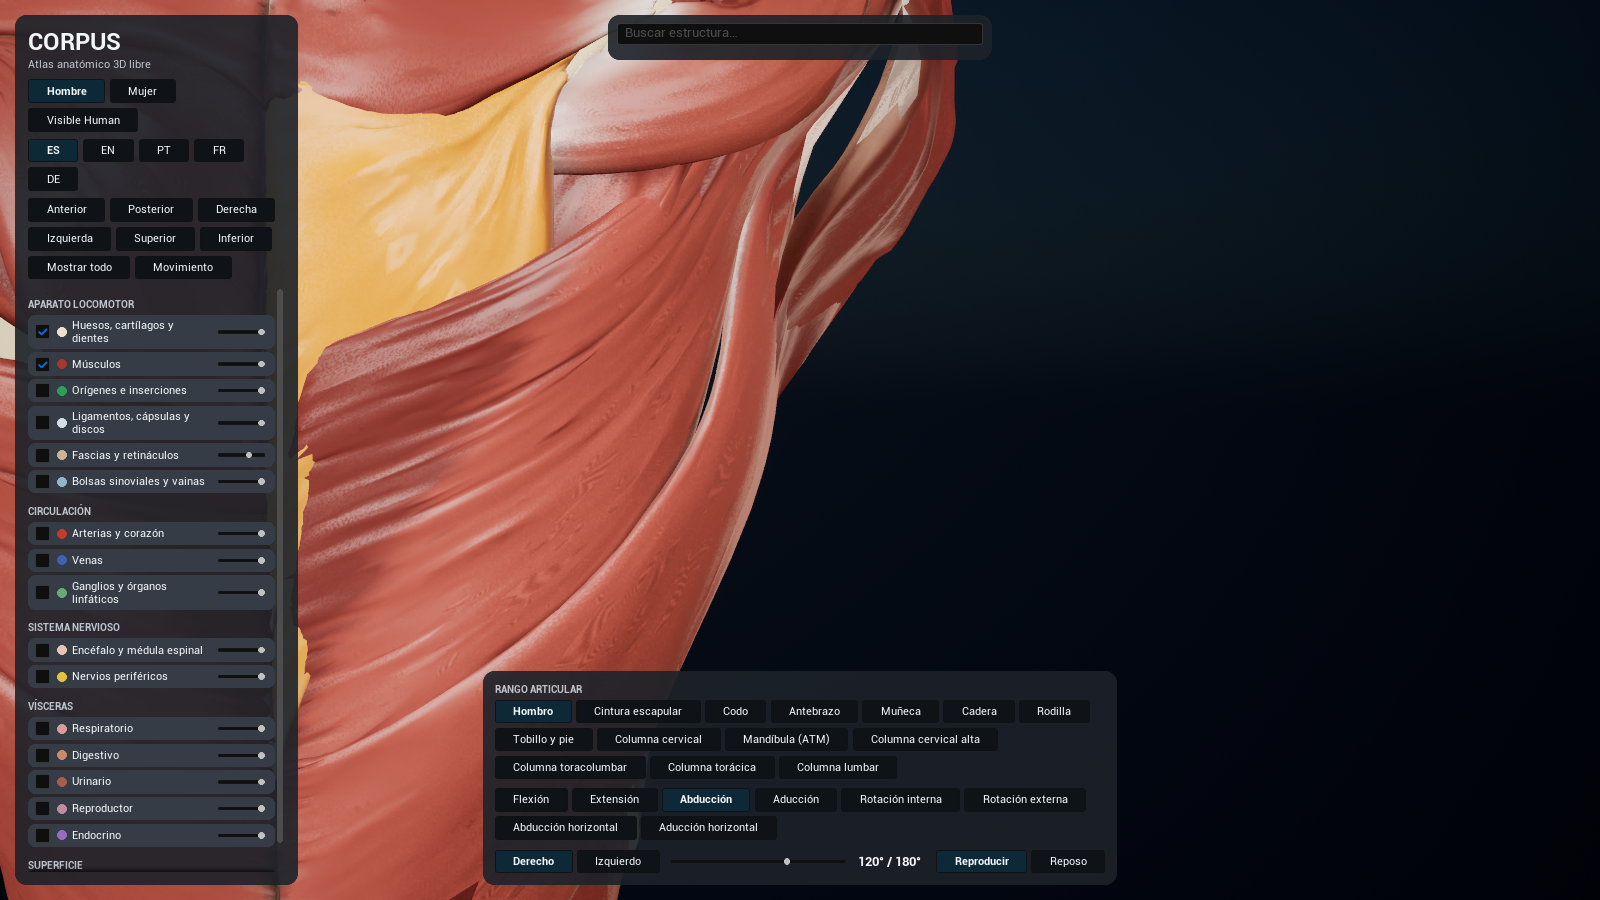 CORPUS
Atlas anatómico 3D libre
Hombre Mujer
Visible Human
ES EN PT FR
DE
Anterior Posterior Derecha
Izquierda Superior Inferior
Mostrar todo Movimiento
APARATO LOCOMOTOR
Huesos, cartílagos y
dientes
Músculos
Orígenes e inserciones
Ligamentos, cápsulas y
discos
Fascias y retináculos
Bolsas sinoviales y vainas
CIRCULACIÓN
Arterias y corazón
Venas
Ganglios y órganos
linfáticos
SISTEMA NERVIOSO
Encéfalo y médula espinal
Nervios periféricos
VÍSCERAS
Respiratorio
Digestivo
Urinario
Reproductor
Endocrino
SUPERFICIE
Buscar estructura...
RANGO ARTICULAR
Hombro Cintura escapular Codo Antebrazo Muñeca Cadera Rodilla
Tobillo y pie Columna cervical Mandíbula (ATM) Columna cervical alta
Columna toracolumbar Columna torácica Columna lumbar
Flexión Extensión Abducción Aducción Rotación interna Rotación externa
Abducción horizontal Aducción horizontal
Derecho Izquierdo 120° / 180° Reproducir Reposo